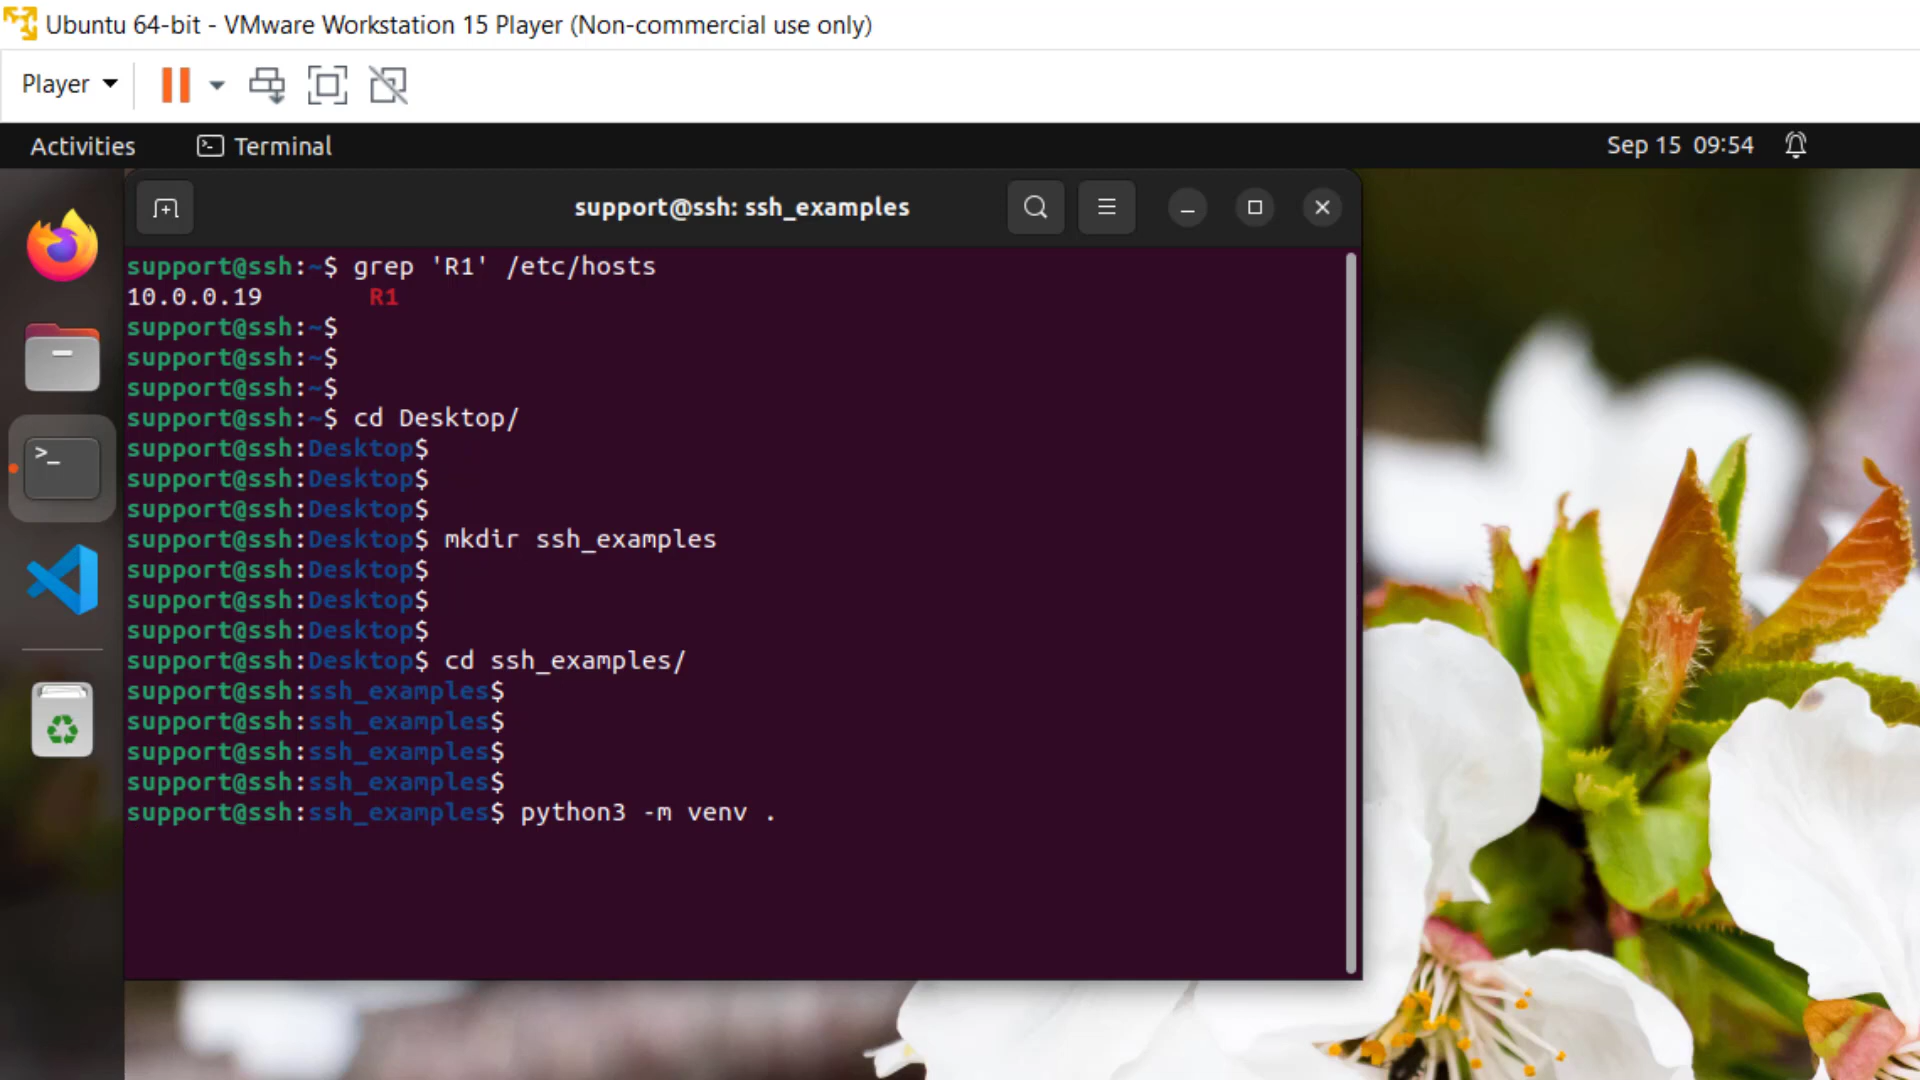 Ubuntu 64-bit - VMware Workstation 15 Player (Non-commercial use only)
Player
Activities
Terminal
Sep 15 09:54
support@ssh: ssh_examples
support@ssh:~$ grep 'R1' /etc/hosts
10.0.0.19 R1
support@ssh:~$
support@ssh:~$
support@ssh:~$
support@ssh:~$ cd Desktop/
support@ssh:Desktop$
support@ssh:Desktop$
support@ssh:Desktop$
support@ssh:Desktop$ mkdir ssh_examples
support@ssh:Desktop$
support@ssh:Desktop$
support@ssh:Desktop$
support@ssh:Desktop$ cd ssh_examples/
support@ssh:ssh_examples$
support@ssh:ssh_examples$
support@ssh:ssh_examples$
support@ssh:ssh_examples$
support@ssh:ssh_examples$ python3 -m venv .